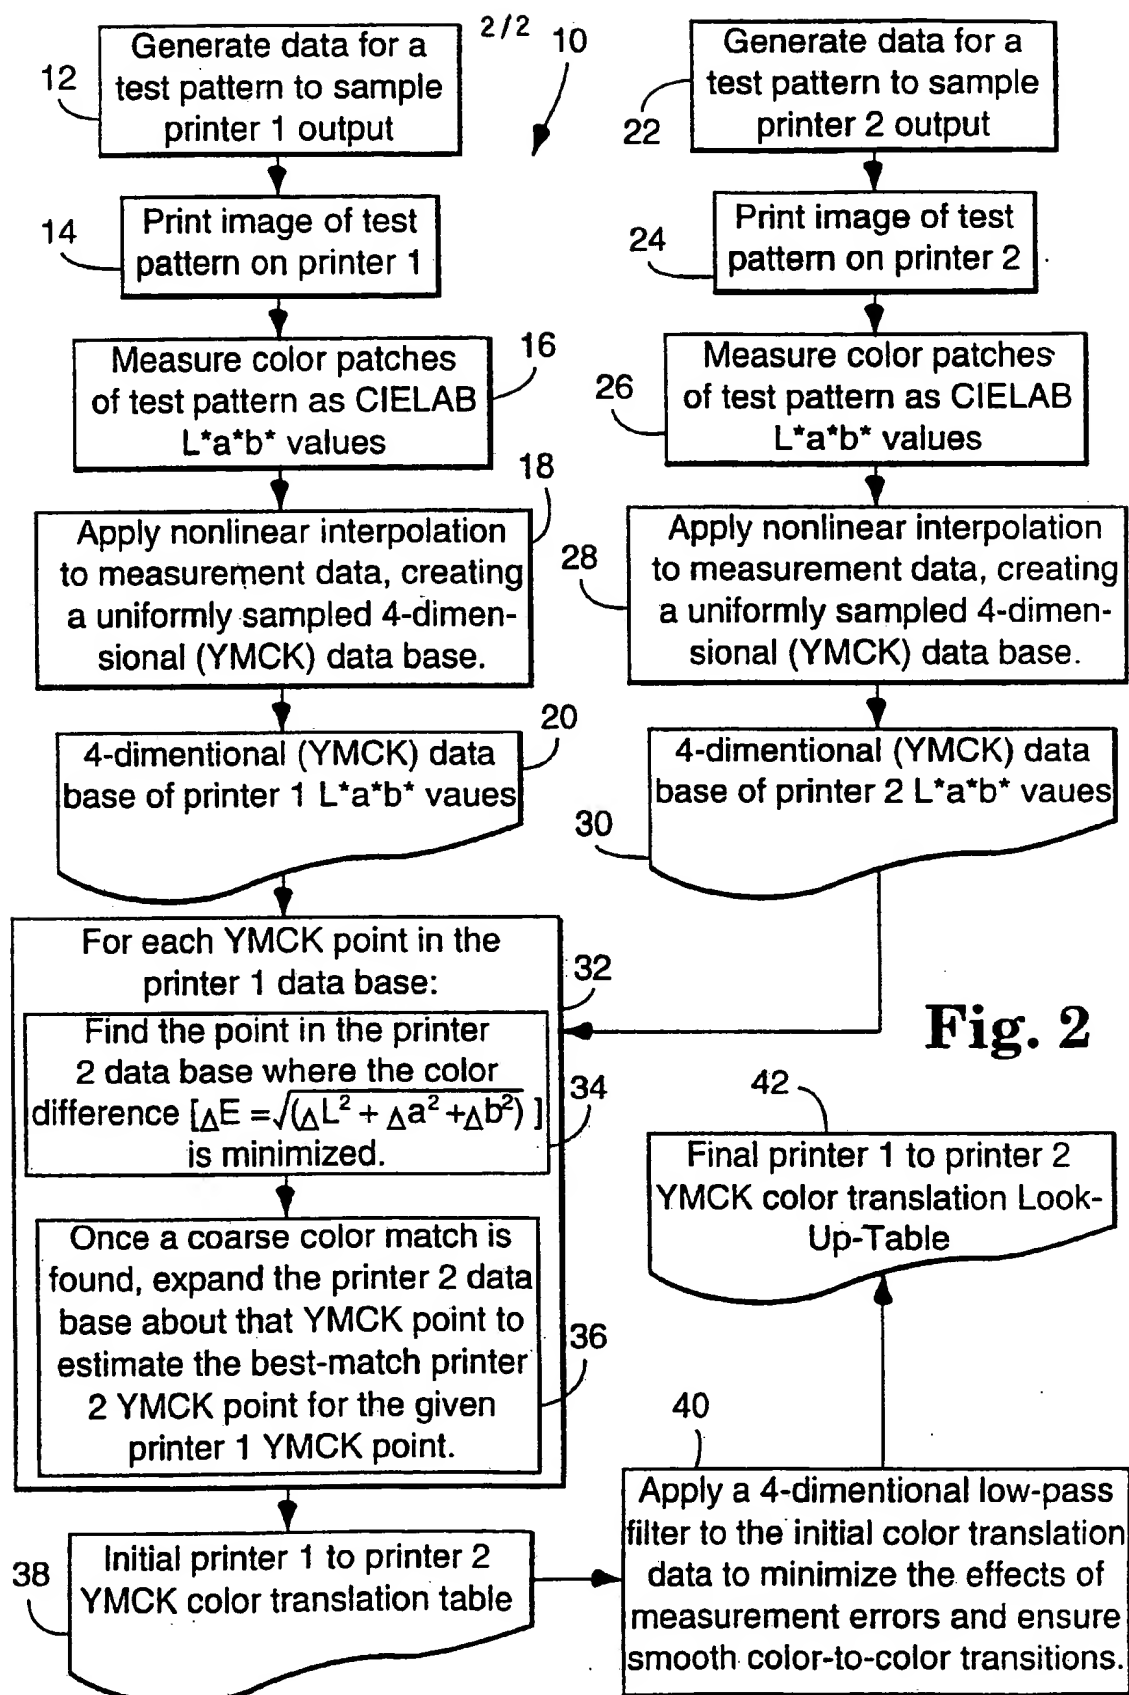 2/2
10
12
Generate data for a
test pattern to sample
printer 1 output
14
Print image of test
pattern on printer 1
16
Measure color patches
of test pattern as CIELAB
L*a*b* values
18
Apply nonlinear interpolation
to measurement data, creating
a uniformly sampled 4-dimen-
sional (YMCK) data base.
20
4-dimentional (YMCK) data
base of printer 1 L*a*b* vaues
22
Generate data for a
test pattern to sample
printer 2 output
24
Print image of test
pattern on printer 2
26
Measure color patches
of test pattern as CIELAB
L*a*b* values
28
Apply nonlinear interpolation
to measurement data, creating
a uniformly sampled 4-dimen-
sional (YMCK) data base.
30
4-dimentional (YMCK) data
base of printer 2 L*a*b* vaues
32
For each YMCK point in the
printer 1 data base:
34
Find the point in the printer
2 data base where the color
difference [ΔE = √(ΔL² + Δa² + Δb²) ]
is minimized.
36
Once a coarse color match is
found, expand the printer 2 data
base about that YMCK point to
estimate the best-match printer
2 YMCK point for the given
printer 1 YMCK point.
38
Initial printer 1 to printer 2
YMCK color translation table
40
Apply a 4-dimentional low-pass
filter to the initial color translation
data to minimize the effects of
measurement errors and ensure
smooth color-to-color transitions.
42
Final printer 1 to printer 2
YMCK color translation Look-
Up-Table
Fig. 2